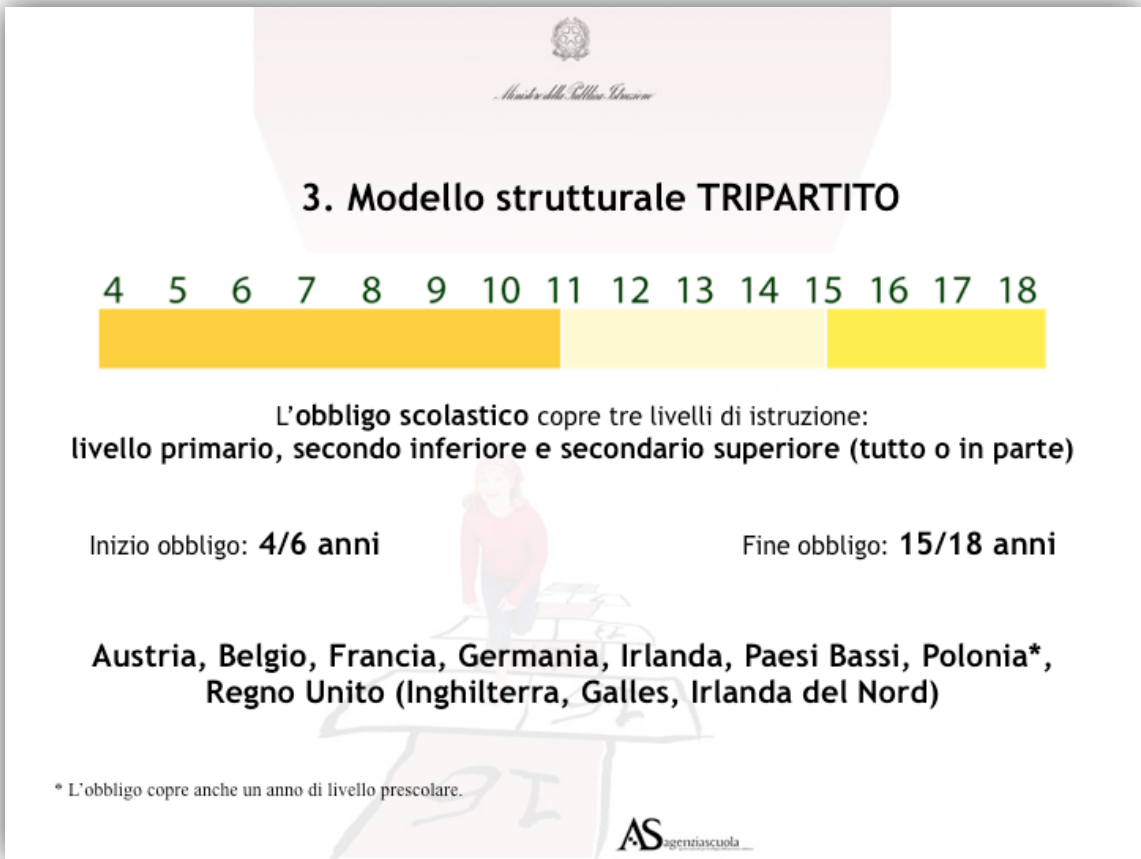 Ministero della Pubblica Istruzione
3. Modello strutturale TRIPARTITO
4 5 6 7 8 9 10 11 12 13 14 15 16 17 18
L'obbligo scolastico copre tre livelli di istruzione:
livello primario, secondo inferiore e secondario superiore (tutto o in parte)
Inizio obbligo: 4/6 anni
Fine obbligo: 15/18 anni
Austria, Belgio, Francia, Germania, Irlanda, Paesi Bassi, Polonia*,
Regno Unito (Inghilterra, Galles, Irlanda del Nord)
* L'obbligo copre anche un anno di livello prescolare.
AS agenziascuola